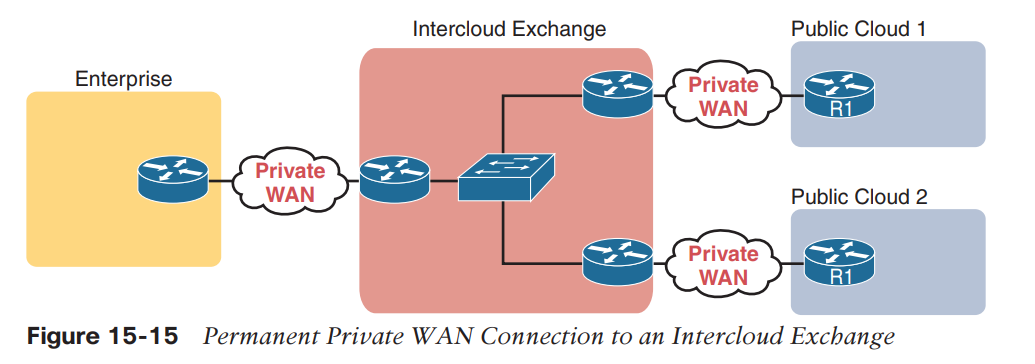 Intercloud Exchange
Public Cloud 1
Enterprise
Private
WAN
R1
Private
WAN
Public Cloud 2
Private
WAN
R1
Figure 15-15 Permanent Private WAN Connection to an Intercloud Exchange